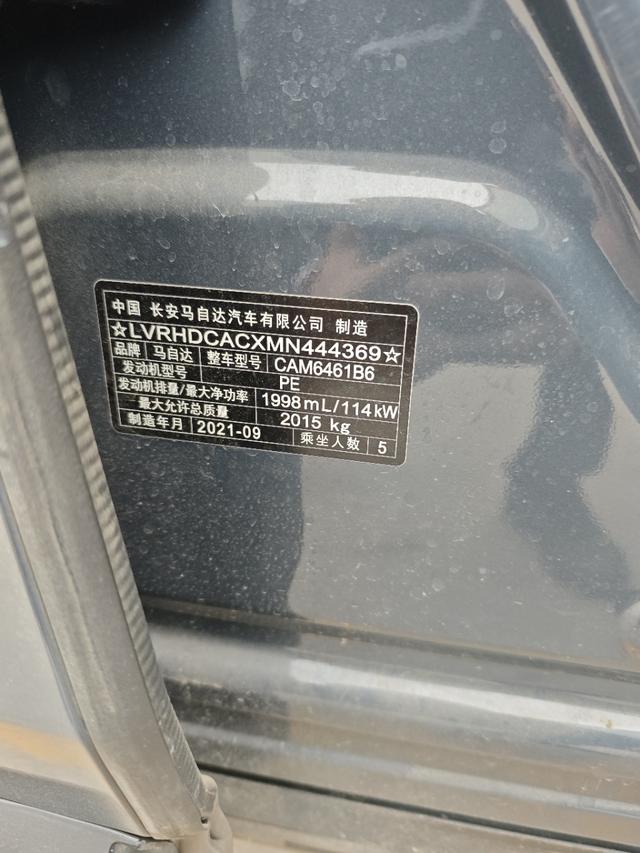 中国 长安马自达汽车有限公司 制造
☆LVRHDCACXMN444369☆
品牌 马自达 整车型号 CAM6461B6
发动机型号 PE
发动机排量/最大净功率 1998mL/114kW
最大允许总质量 2015 kg
制造年月 2021-09 乘坐人数 5